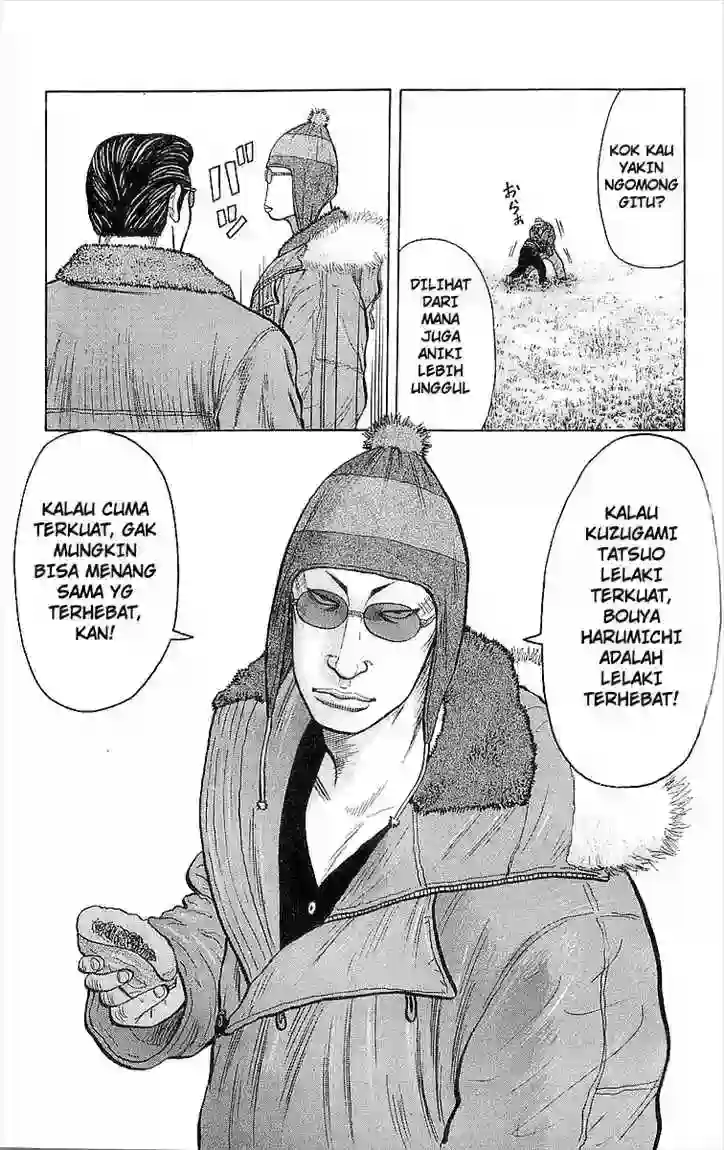 KOK KAU
YAKIN
NGOMONG
GITU?
おらぁ
DILIHAT
DARI
MANA
JUGA
ANIKI
LEBIH
UNGGUL
KALAU
KUZUGAMI
TATSUO
LELAKI
TERKUAT,
BOUYA
HARUMICHI
ADALAH
LELAKI
TERHEBAT!
KALAU CUMA
TERKUAT, GAK
MUNGKIN
BISA MENANG
SAMA YG
TERHEBAT,
KAN!